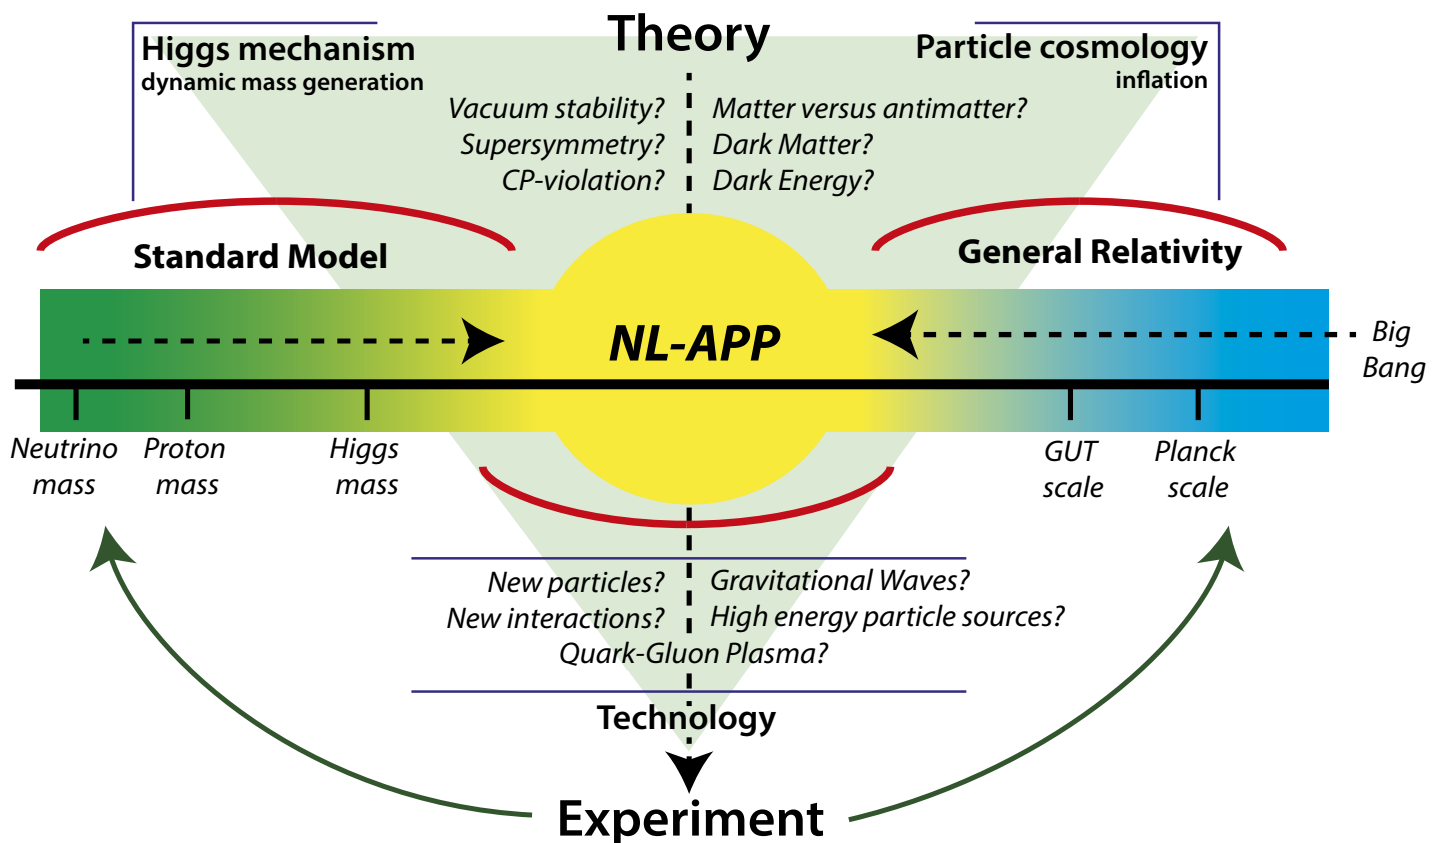 Theory
Higgs mechanism
dynamic mass generation
Particle cosmology
inflation
Vacuum stability?
Supersymmetry?
CP-violation?
Matter versus antimatter?
Dark Matter?
Dark Energy?
Standard Model
General Relativity
NL-APP
Big
Bang
Neutrino
mass
Proton
mass
Higgs
mass
GUT
scale
Planck
scale
New particles?
New interactions?
Gravitational Waves?
High energy particle sources?
Quark-Gluon Plasma?
Technology
Experiment